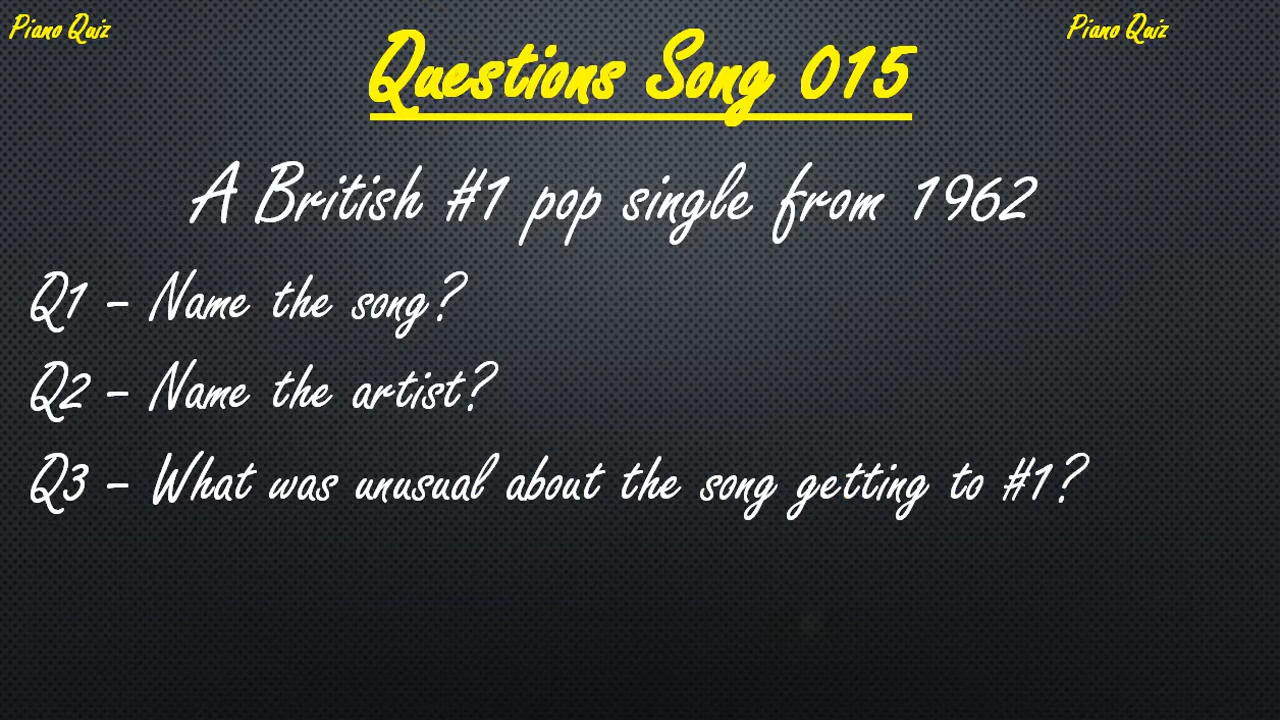 Piano Quiz
Piano Quiz
Questions Song 015
A British #1 pop single from 1962
Q1 - Name the song?
Q2 - Name the artist?
Q3 - What was unusual about the song getting to #1?